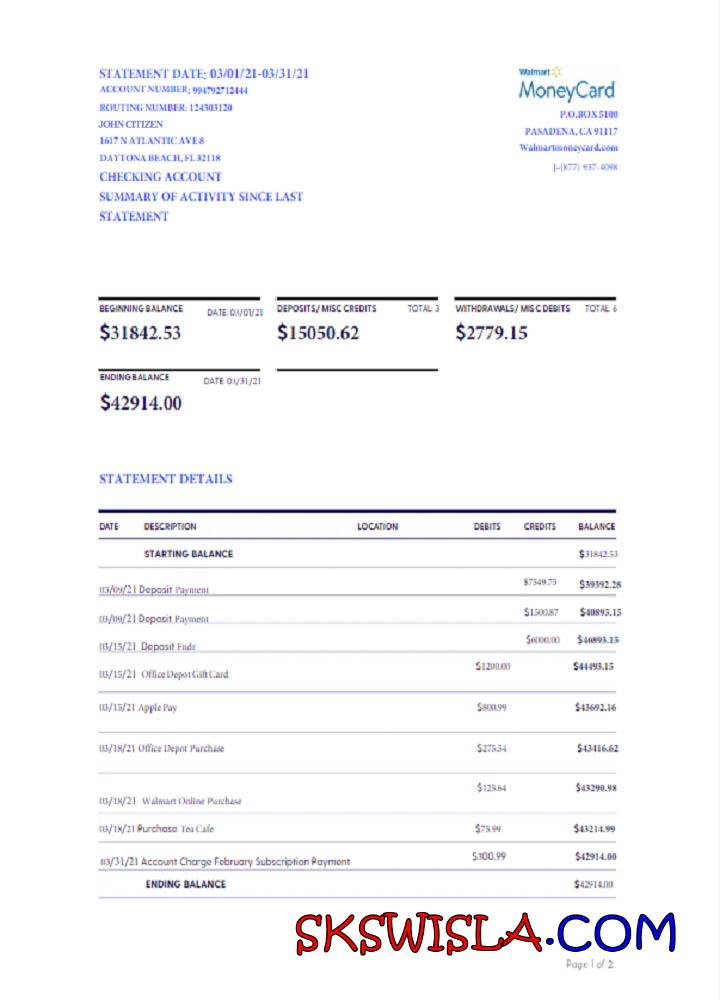 STATEMENT DATE: 03/01/21-03/31/21
ACCOUNT NUMBER: 994792712444
ROUTING NUMBER: 124303120
JOHN CITIZEN
1617 N ATLANTIC AVE 8
DAYTONA BEACH, FL 32118
CHECKING ACCOUNT
SUMMARY OF ACTIVITY SINCE LAST
STATEMENT
Walmart
MoneyCard
P.O.BOX 5100
PASADENA, CA 91117
Walmartmoneycard.com
1-(877) 937-4098
BEGINNING BALANCE DATE 03/01/21 DEPOSITS/ MISC CREDITS TOTAL 3 WITHDRAWALS/ MISC DEBITS TOTAL 6
$31842.53 $15050.62 $2779.15
ENDING BALANCE DATE 03/31/21
$42914.00
STATEMENT DETAILS
DATE DESCRIPTION LOCATION DEBITS CREDITS BALANCE
STARTING BALANCE $31842.53
03/09/21 Deposit Payment $7549.75 $39392.28
03/09/21 Deposit Payment $1500.87 $40893.15
03/15/21 Deposit $6000.00 $46893.15
03/15/21 Office Depot Gift Card $1200.00 $44493.15
03/15/21 Apple Pay $800.99 $43692.16
03/18/21 Office Depot Purchase $275.54 $43416.62
03/18/21 Walmart Online Purchase $125.64 $43290.98
03/18/21 Purchase Tea Cafe $75.99 $43214.99
03/31/21 Account Charge February Subscription Payment $300.99 $42914.00
ENDING BALANCE $42914.00
SKSWISLA.COM
Page 1 of 2